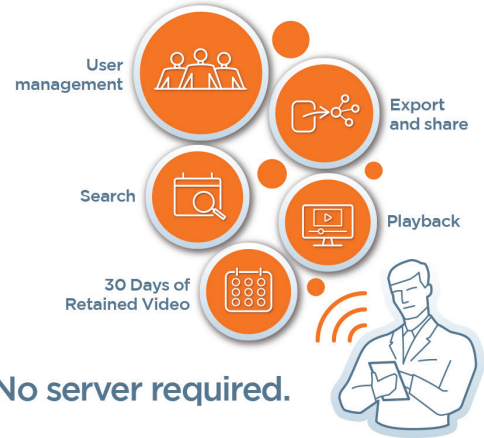 User
management
Export
and share
Search
Playback
30 Days of
Retained Video
No server required.